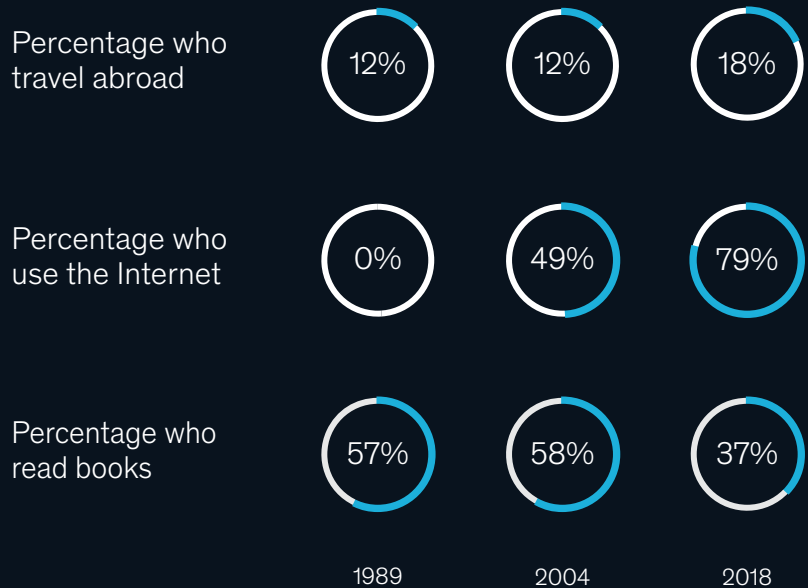 Percentage who
travel abroad
12%
12%
18%
Percentage who
use the Internet
0%
49%
79%
Percentage who
read books
57%
58%
37%
1989
2004
2018